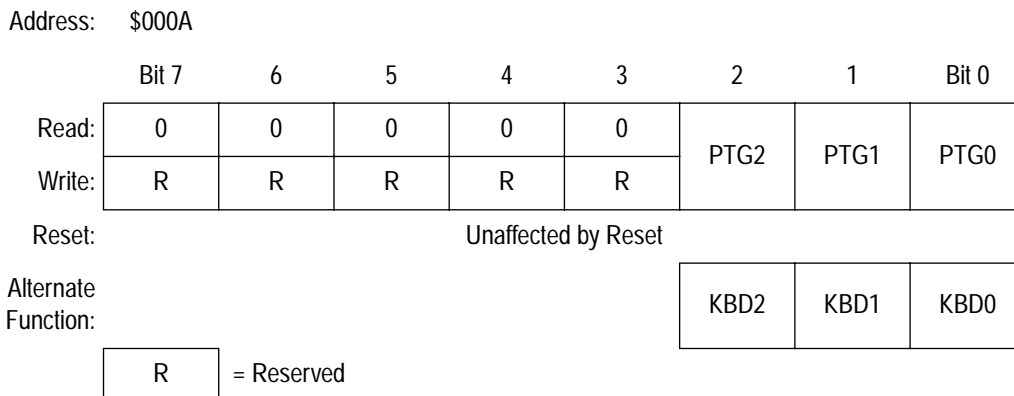 Address: $000A
Bit 7 6 5 4 3 2 1 Bit 0
Read: 0 0 0 0 0 PTG2 PTG1 PTG0
Write: R R R R R
Reset: Unaffected by Reset
Alternate
Function: KBD2 KBD1 KBD0
R = Reserved